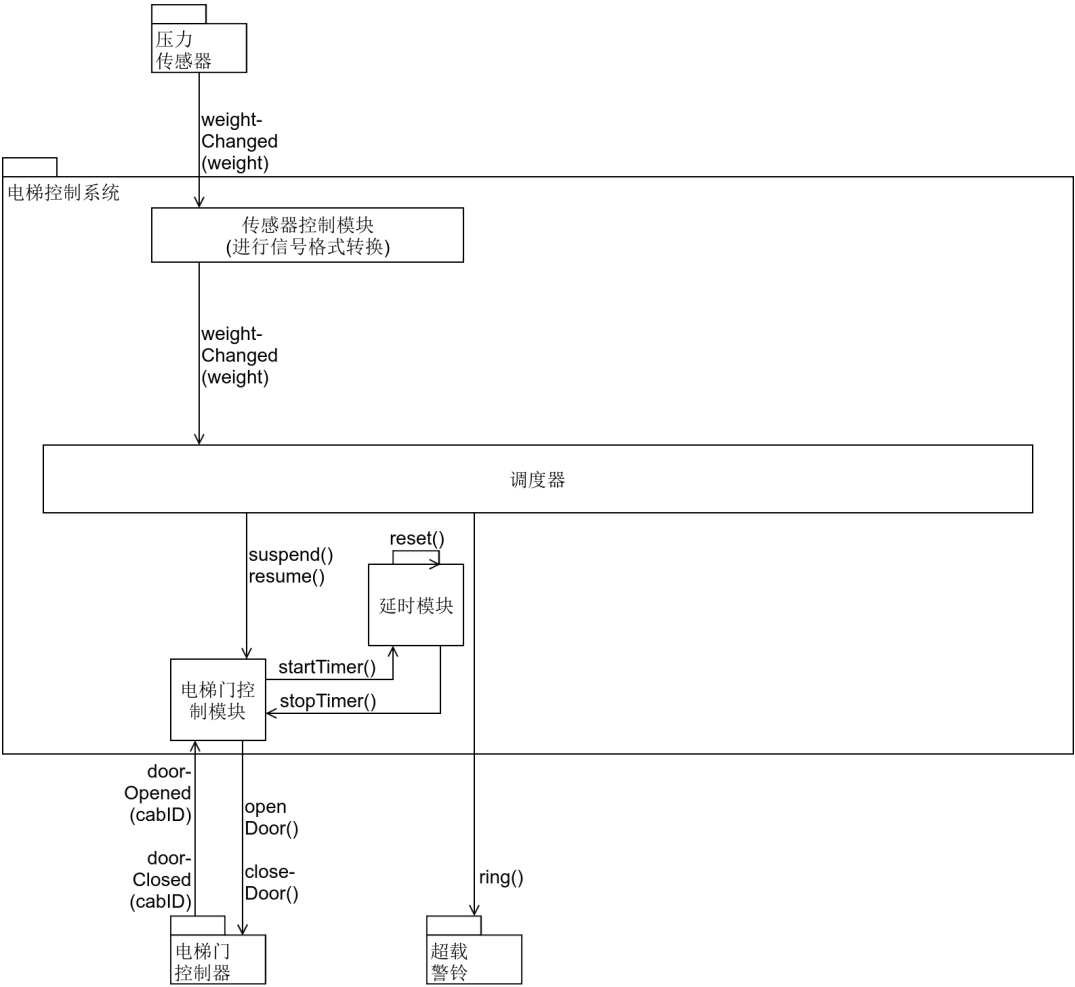 压力
传感器
weight-
Changed
(weight)
电梯控制系统
传感器控制模块
(进行信号格式转换)
weight-
Changed
(weight)
调度器
suspend()
resume()
reset()
延时模块
startTimer()
stopTimer()
电梯门控
制模块
door-
Opened
(cabID)
open
Door()
door-
Closed
(cabID)
close-
Door()
ring()
电梯门
控制器
超载
警铃